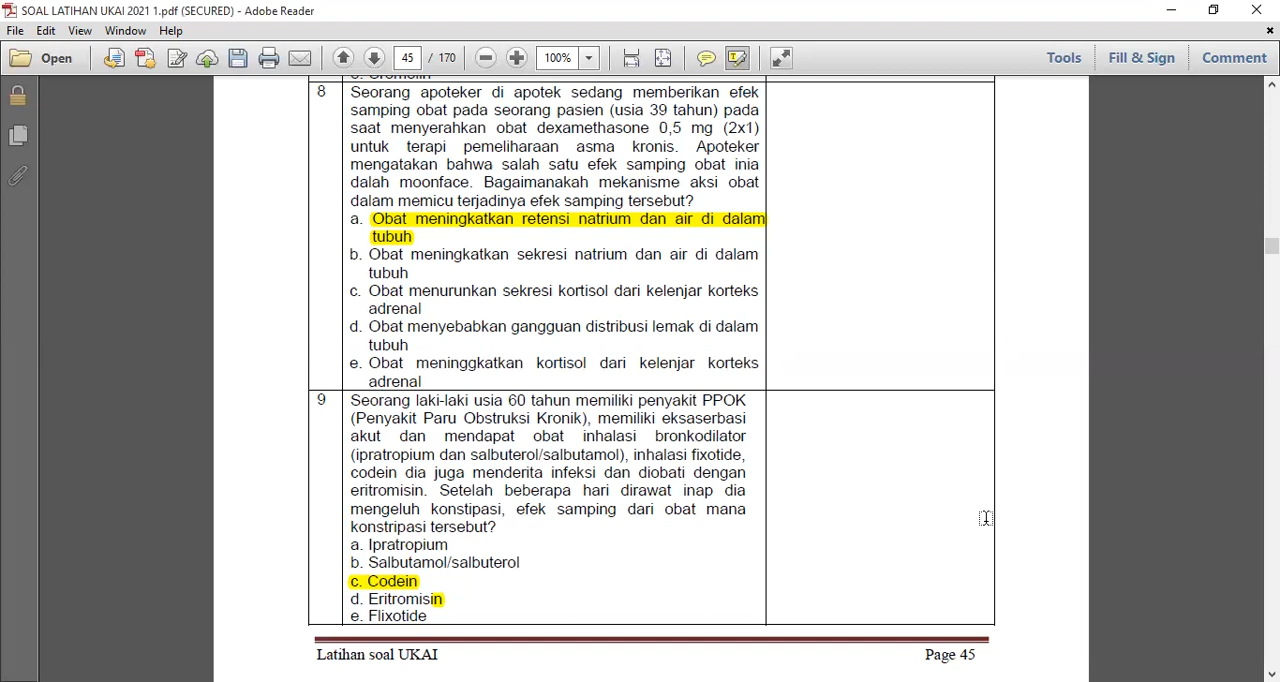 SOAL LATIHAN UKAI 2021 1.pdf (SECURED) - Adobe Reader
File Edit View Window Help
Open 45 / 170 100% Tools Fill & Sign Comment
8 Seorang apoteker di apotek sedang memberikan efek
samping obat pada seorang pasien (usia 39 tahun) pada
saat menyerahkan obat dexamethasone 0,5 mg (2x1)
untuk terapi pemeliharaan asma kronis. Apoteker
mengatakan bahwa salah satu efek samping obat inia
dalah moonface. Bagaimanakah mekanisme aksi obat
dalam memicu terjadinya efek samping tersebut?
a. Obat meningkatkan retensi natrium dan air di dalam
tubuh
b. Obat meningkatkan sekresi natrium dan air di dalam
tubuh
c. Obat menurunkan sekresi kortisol dari kelenjar korteks
adrenal
d. Obat menyebabkan gangguan distribusi lemak di dalam
tubuh
e. Obat meninggkatkan kortisol dari kelenjar korteks
adrenal
9 Seorang laki-laki usia 60 tahun memiliki penyakit PPOK
(Penyakit Paru Obstruksi Kronik), memiliki eksaserbasi
akut dan mendapat obat inhalasi bronkodilator
(ipratropium dan salbuterol/salbutamol), inhalasi fixotide,
codein dia juga menderita infeksi dan diobati dengan
eritromisin. Setelah beberapa hari dirawat inap dia
mengeluh konstipasi, efek samping dari obat mana
konstripasi tersebut?
a. Ipratropium
b. Salbutamol/salbuterol
c. Codein
d. Eritromisin
e. Flixotide
Latihan soal UKAI Page 45